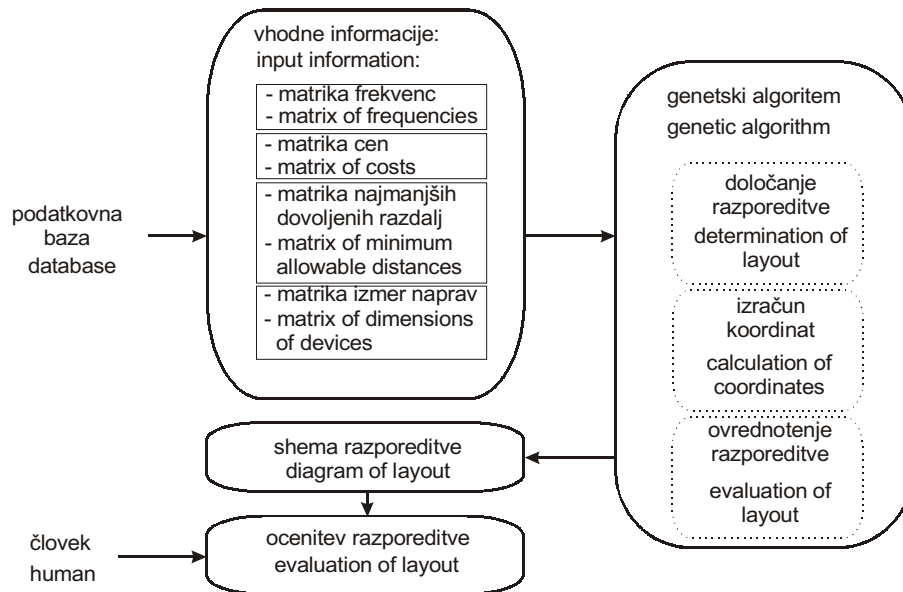 vhodne informacije:
input information:
- matrika frekvenc
- matrix of frequencies
- matrika cen
- matrix of costs
- matrika najmanjših
dovoljenih razdalj
- matrix of minimum
allowable distances
- matrika izmer naprav
- matrix of dimensions
of devices
podatkovna
baza
database
genetski algoritem
genetic algorithm
določanje
razporeditve
determination of
layout
izračun
koordinat
calculation of
coordinates
ovrednotenje
razporeditve
evaluation of
layout
shema razporeditve
diagram of layout
človek
human
ocenitev razporeditve
evaluation of layout